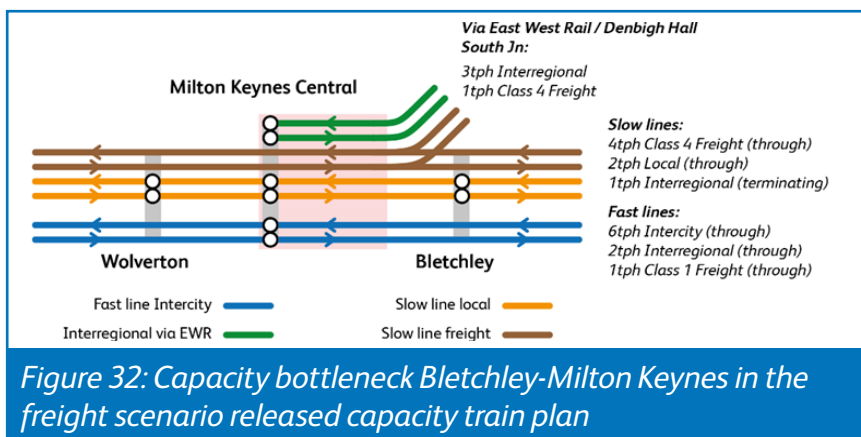 Via East West Rail / Denbigh Hall
South Jn:
3tph Interregional
1tph Class 4 Freight
Milton Keynes Central
Slow lines:
4tph Class 4 Freight (through)
2tph Local (through)
1tph Interregional (terminating)
Fast lines:
6tph Intercity (through)
2tph Interregional (through)
1tph Class 1 Freight (through)
Wolverton
Bletchley
Fast line Intercity
Slow line local
Interregional via EWR
Slow line freight
Figure 32: Capacity bottleneck Bletchley-Milton Keynes in the
freight scenario released capacity train plan